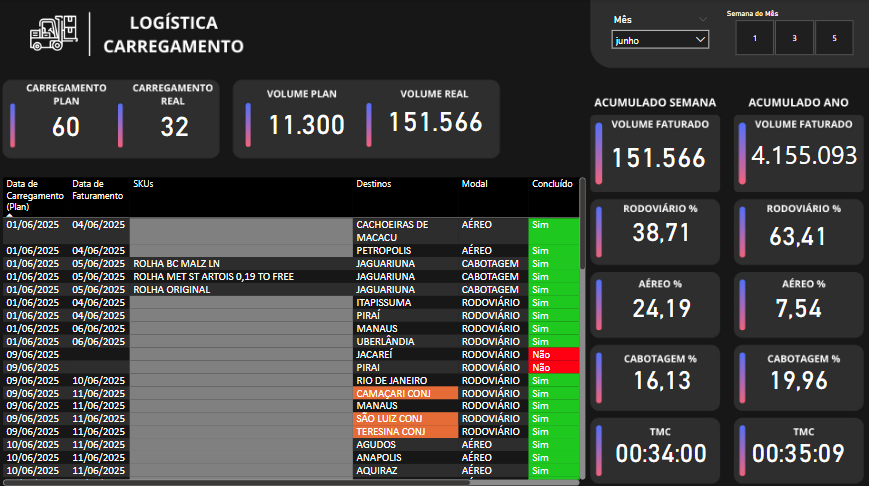 LOGÍSTICA
CARREGAMENTO
Mês
junho
Semana do Mês
1 3 5
CARREGAMENTO PLAN
60
CARREGAMENTO REAL
32
VOLUME PLAN
11.300
VOLUME REAL
151.566
ACUMULADO SEMANA
VOLUME FATURADO
151.566
RODOVIÁRIO %
38,71
AÉREO %
24,19
CABOTAGEM %
16,13
TMC
00:34:00
ACUMULADO ANO
VOLUME FATURADO
4.155.093
RODOVIÁRIO %
63,41
AÉREO %
7,54
CABOTAGEM %
19,96
TMC
00:35:09
Data de Carregamento (Plan) Data de Faturamento SKUs Destinos Modal Concluído
01/06/2025 04/06/2025 CACHOEIRAS DE MACACU AÉREO Sim
01/06/2025 04/06/2025 PETROPOLIS AÉREO Sim
01/06/2025 05/06/2025 ROLHA BC MALZ LN JAGUARIUNA CABOTAGEM Sim
01/06/2025 05/06/2025 ROLHA MET ST ARTOIS 0,19 TO FREE JAGUARIUNA CABOTAGEM Sim
01/06/2025 05/06/2025 ROLHA ORIGINAL JAGUARIUNA CABOTAGEM Sim
01/06/2025 04/06/2025 ITAPISSUMA RODOVIÁRIO Sim
01/06/2025 04/06/2025 PIRAÍ RODOVIÁRIO Sim
01/06/2025 06/06/2025 MANAUS RODOVIÁRIO Sim
01/06/2025 06/06/2025 UBERLÂNDIA RODOVIÁRIO Sim
09/06/2025 JACAREÍ RODOVIÁRIO Não
09/06/2025 PIRAI RODOVIÁRIO Não
09/06/2025 10/06/2025 RIO DE JANEIRO RODOVIÁRIO Sim
09/06/2025 11/06/2025 CAMAÇARI CONJ RODOVIÁRIO Sim
09/06/2025 11/06/2025 MANAUS RODOVIÁRIO Sim
09/06/2025 11/06/2025 SÃO LUIZ CONJ RODOVIÁRIO Sim
09/06/2025 11/06/2025 TERESINA CONJ RODOVIÁRIO Sim
10/06/2025 11/06/2025 AGUDOS AÉREO Sim
10/06/2025 11/06/2025 ANAPOLIS AÉREO Sim
10/06/2025 11/06/2025 AQUIRAZ AÉREO Sim